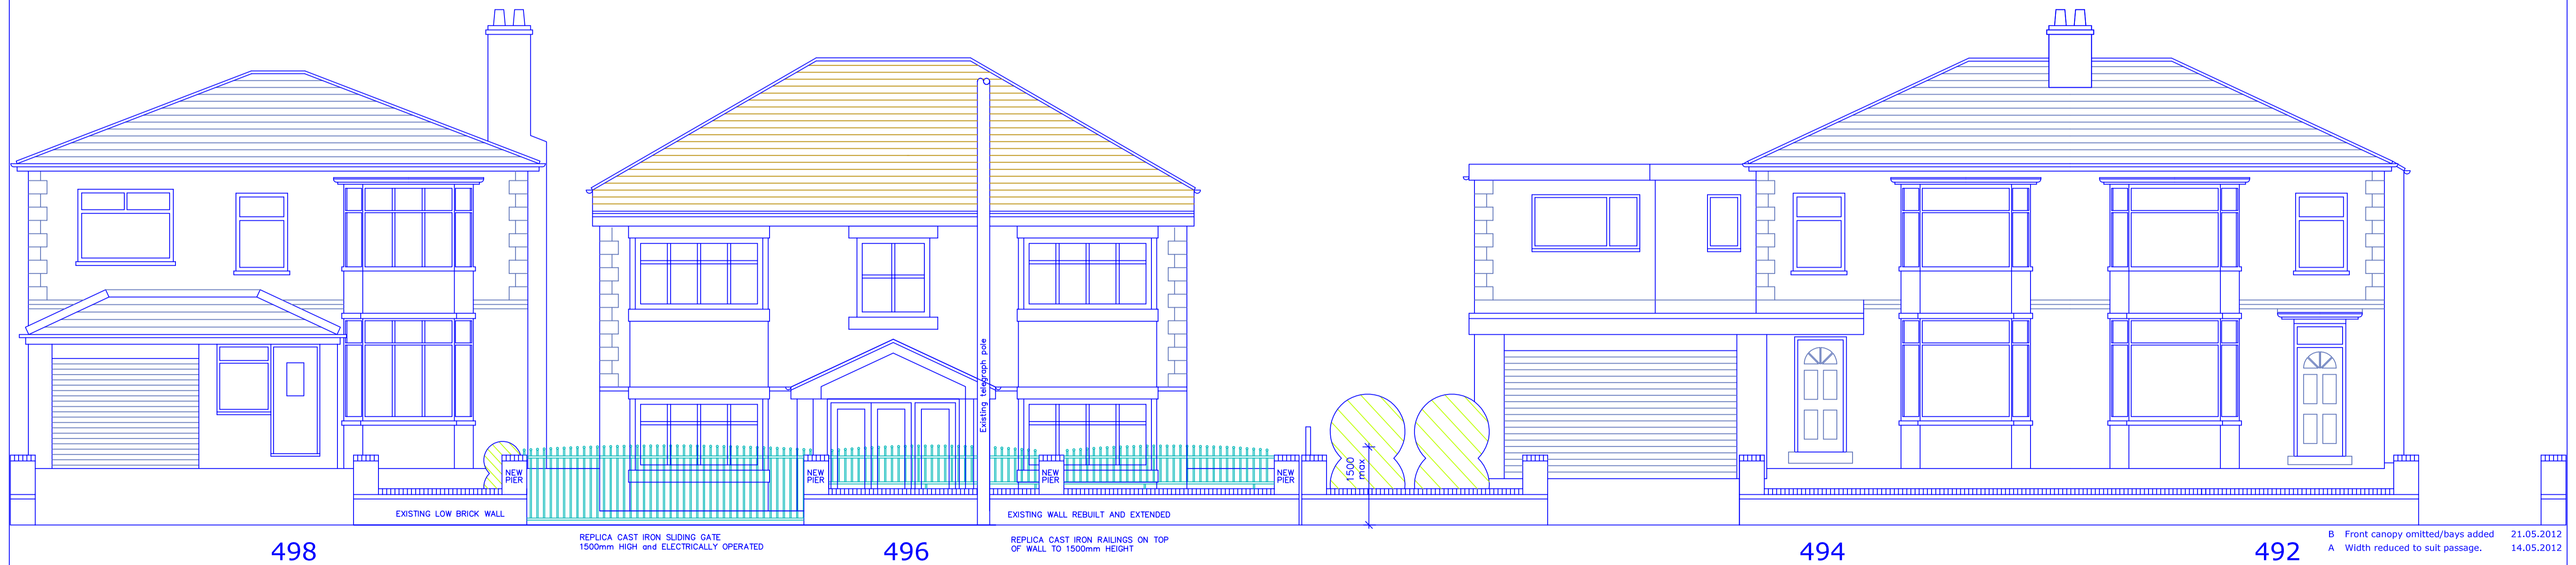 Existing telegraph pole
NEW
PIER
NEW
PIER
NEW
PIER
NEW
PIER
1500
max
EXISTING LOW BRICK WALL
EXISTING WALL REBUILT AND EXTENDED
REPLICA CAST IRON SLIDING GATE
1500mm HIGH and ELECTRICALLY OPERATED
REPLICA CAST IRON RAILINGS ON TOP
OF WALL TO 1500mm HEIGHT
498
496
494
492
B Front canopy omitted/bays added 21.05.2012
A Width reduced to suit passage. 14.05.2012